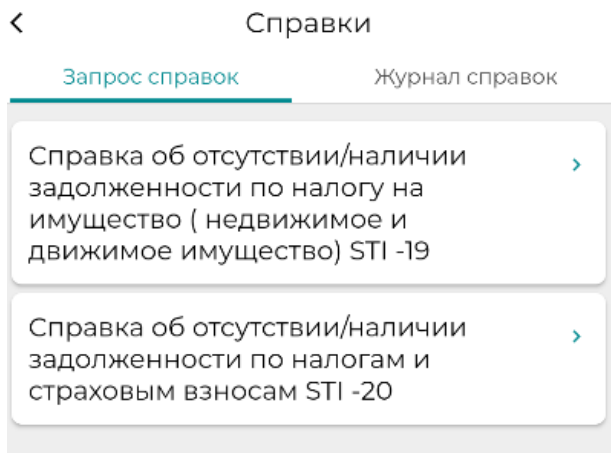 Справки
Запрос справок
Журнал справок
Справка об отсутствии/наличии
задолженности по налогу на
имущество ( недвижимое и
движимое имущество) STI -19
Справка об отсутствии/наличии
задолженности по налогам и
страховым взносам STI -20